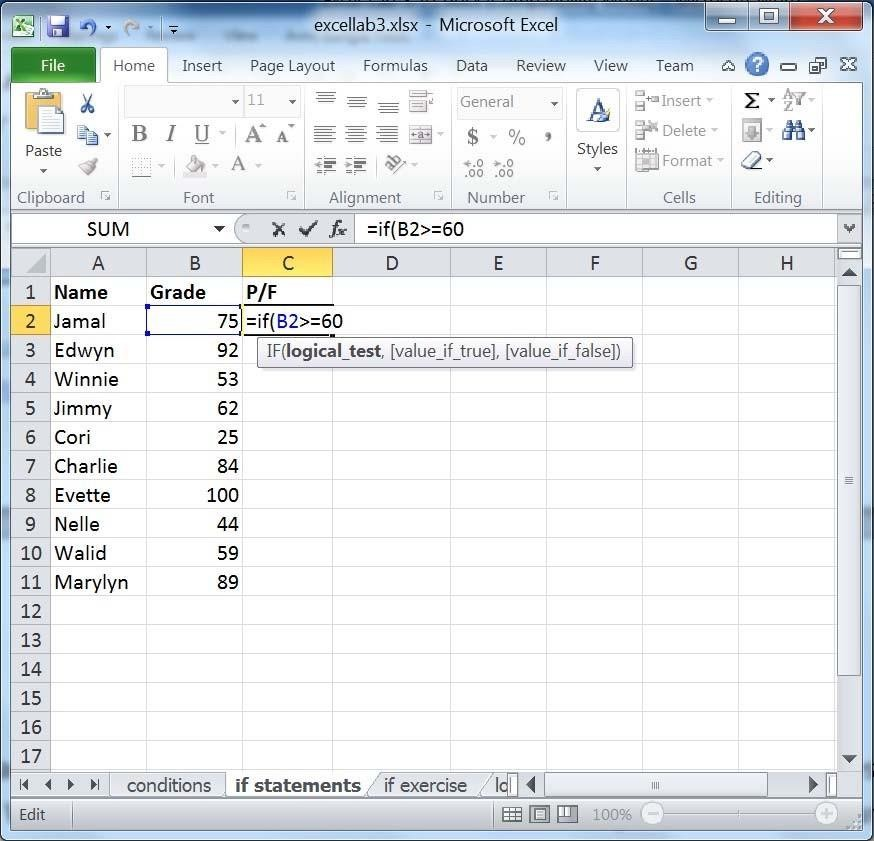 excellab3.xlsx - Microsoft Excel
File Home Insert Page Layout Formulas Data Review View Team
11 General Insert
Paste B I U A A $ % , Styles Delete
Format
Clipboard Font Alignment Number Cells Editing
SUM fx =if(B2>=60
A B C D E F G H
1 Name Grade P/F
2 Jamal 75 =if(B2>=60
3 Edwyn 92 IF(logical_test, [value_if_true], [value_if_false])
4 Winnie 53
5 Jimmy 62
6 Cori 25
7 Charlie 84
8 Evette 100
9 Nelle 44
10 Walid 59
11 Marylyn 89
12
13
14
15
16
17
conditions if statements if exercise
Edit 100%